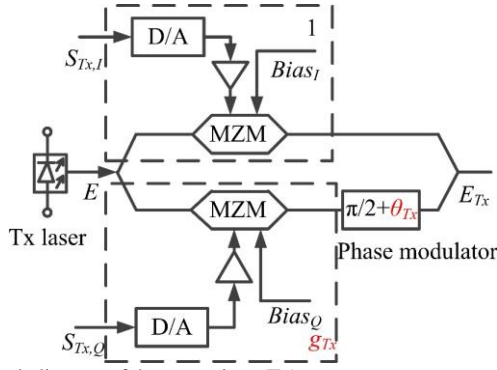 D/A
1
S_{Tx,I}
Bias_I
MZM
E
E_{Tx}
MZM
π/2+θ_{Tx}
Tx laser
Phase modulator
Bias_Q
S_{Tx,Q}
D/A
g_{Tx}